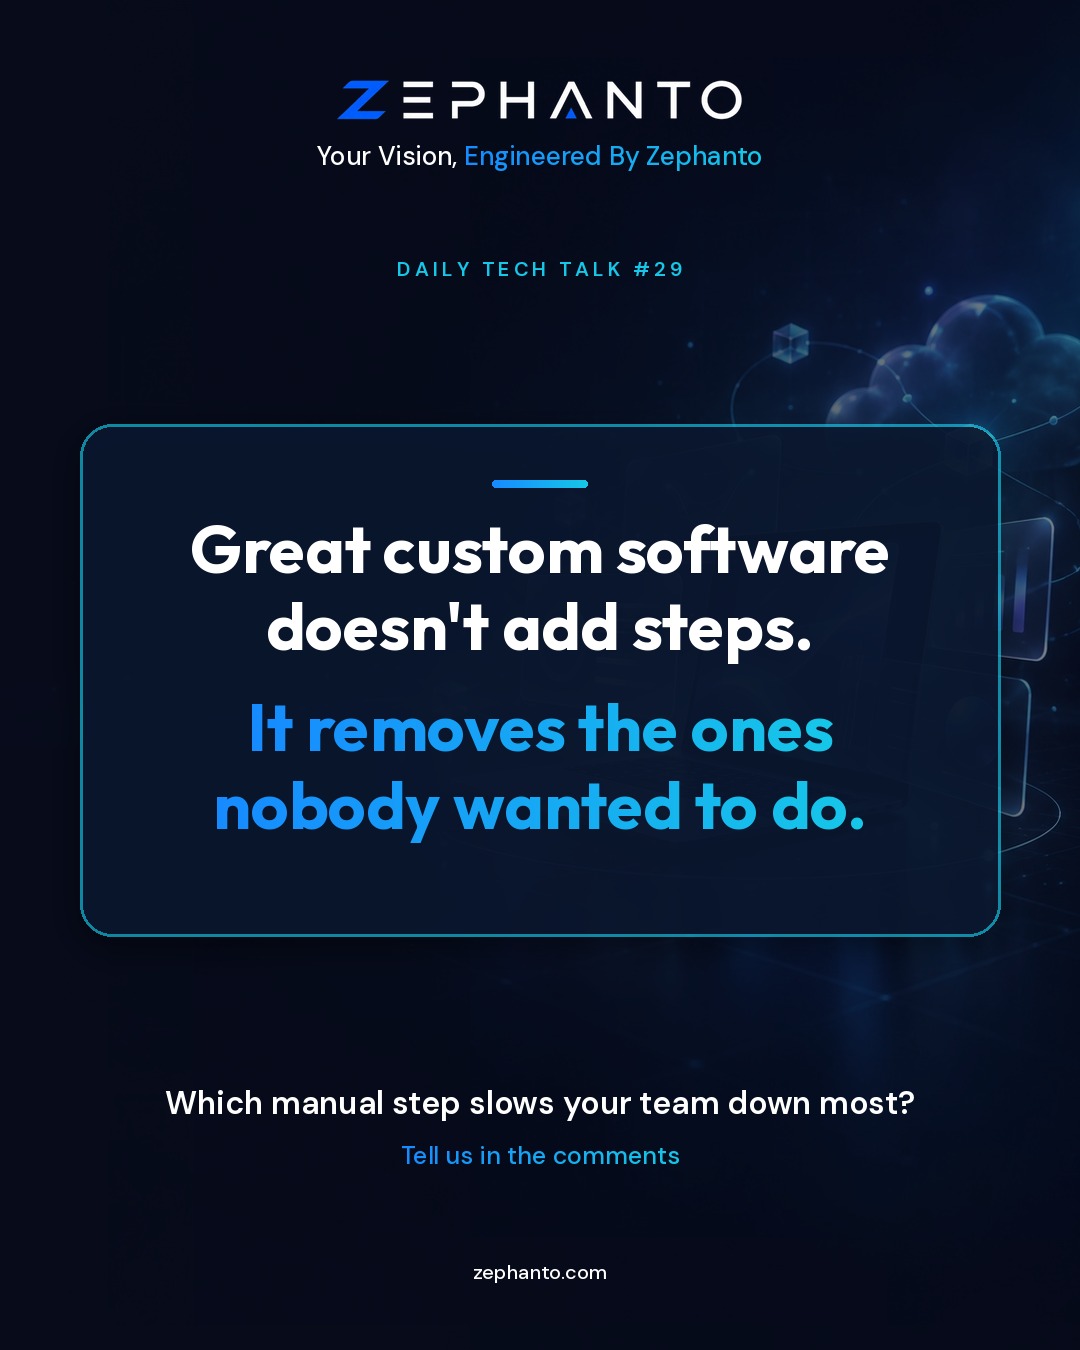 ZEPHANTO
Your Vision, Engineered By Zephanto
DAILY TECH TALK #29
Great custom software
doesn't add steps.
It removes the ones
nobody wanted to do.
Which manual step slows your team down most?
Tell us in the comments
zephanto.com